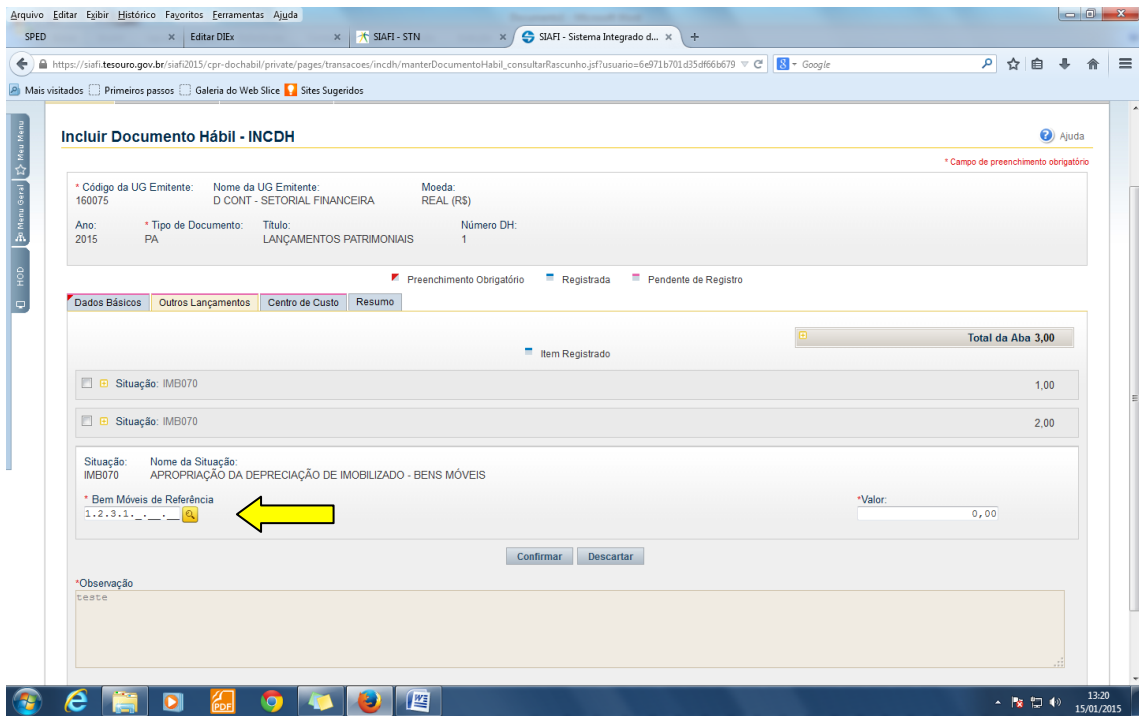 Arquivo Editar Exibir Histórico Favoritos Ferramentas Ajuda
SPED × Editar DIEx × SIAFI - STN × SIAFI - Sistema Integrado d... × +
https://siafi.tesouro.gov.br/siafi2015/cpr-dochabil/private/pages/transacoes/incdh/manterDocumentoHabil_consultarRascunho.jsf?usuario=6e971b701d35df66b679 Google
Mais visitados Primeiros passos Galeria do Web Slice Sites Sugeridos
Meu Menu
Menu Geral
HOD
Incluir Documento Hábil - INCDH Ajuda
* Campo de preenchimento obrigatório
* Código da UG Emitente: Nome da UG Emitente: Moeda:
160075 D CONT - SETORIAL FINANCEIRA REAL (R$)
Ano: * Tipo de Documento: Título: Número DH:
2015 PA LANÇAMENTOS PATRIMONIAIS 1
Preenchimento Obrigatório Registrada Pendente de Registro
Dados Básicos Outros Lançamentos Centro de Custo Resumo
Total da Aba 3,00
Item Registrado
Situação: IMB070 1,00
Situação: IMB070 2,00
Situação: Nome da Situação:
IMB070 APROPRIAÇÃO DA DEPRECIAÇÃO DE IMOBILIZADO - BENS MÓVEIS
* Bem Móveis de Referência *Valor:
1.2.3.1._.__.__ 0,00
Confirmar Descartar
*Observação
teste
PDF
13:20
15/01/2015